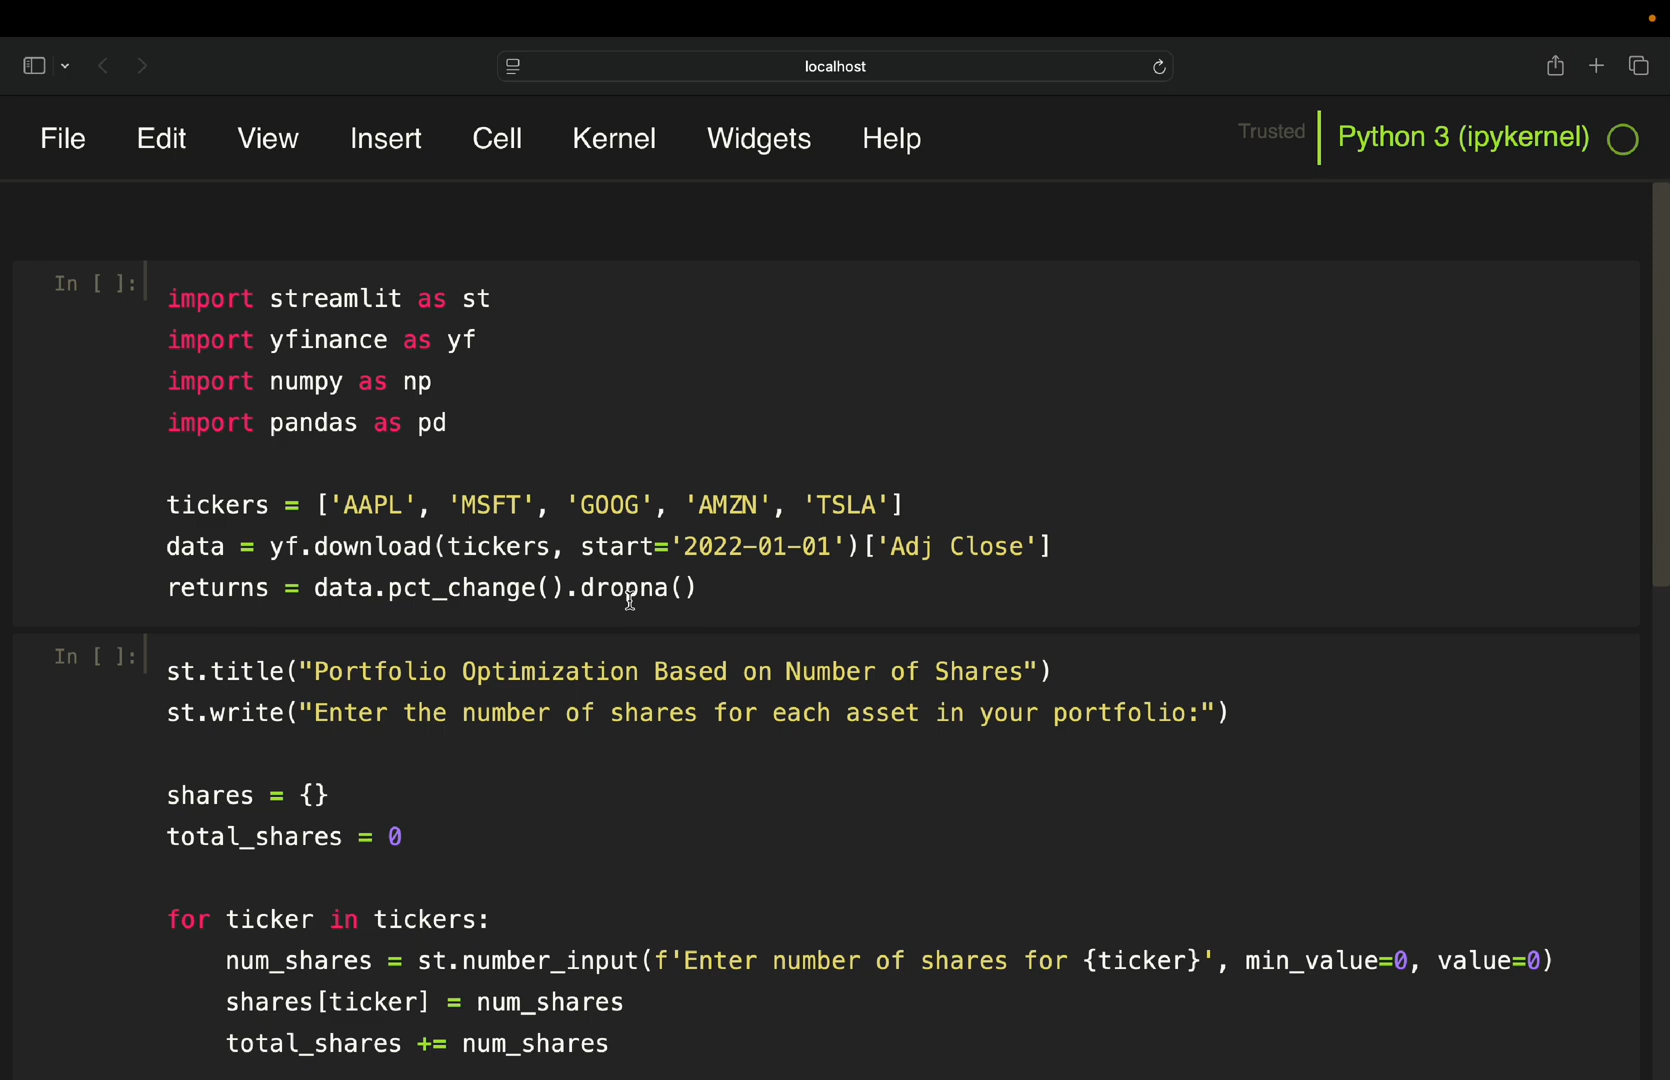 localhost
File Edit View Insert Cell Kernel Widgets Help Trusted Python 3 (ipykernel)
In [ ]:
import streamlit as st
import yfinance as yf
import numpy as np
import pandas as pd
tickers = ['AAPL', 'MSFT', 'GOOG', 'AMZN', 'TSLA']
data = yf.download(tickers, start='2022-01-01')['Adj Close']
returns = data.pct_change().dropna()
In [ ]:
st.title("Portfolio Optimization Based on Number of Shares")
st.write("Enter the number of shares for each asset in your portfolio:")
shares = {}
total_shares = 0
for ticker in tickers:
    num_shares = st.number_input(f'Enter number of shares for {ticker}', min_value=0, value=0)
    shares[ticker] = num_shares
    total_shares += num_shares